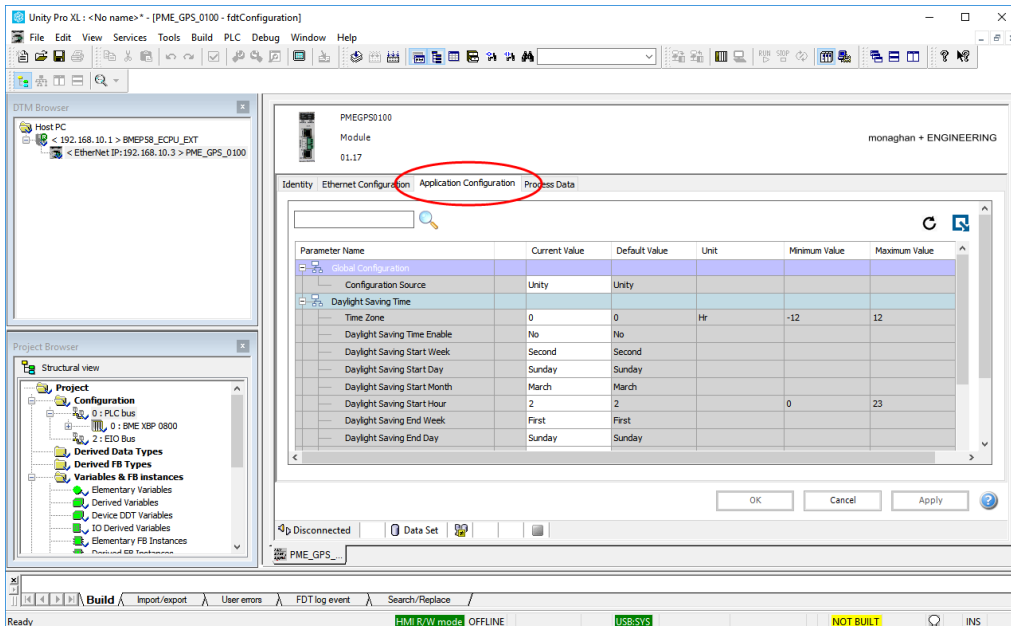 Unity Pro XL : <No name>* - [PME_GPS_0100 - fdtConfiguration]
File Edit View Services Tools Build PLC Debug Window Help
DTM Browser
Host PC
< 192.168.10.1 > BMEP58_ECPU_EXT
< EtherNet IP:192.168.10.3 > PME_GPS_0100
Project Browser
Structural view
Project
Configuration
0 : PLC bus
0 : BME XBP 0800
2 : EIO Bus
Derived Data Types
Derived FB Types
Variables & FB instances
Elementary Variables
Derived Variables
Device DDT Variables
IO Derived Variables
Elementary FB Instances
Derived FB Instances
PMEGPS0100
Module
01.17
monaghan + ENGINEERING
Identity Ethernet Configuration Application Configuration Process Data
Parameter Name Current Value Default Value Unit Minimum Value Maximum Value
Global Configuration
Configuration Source Unity Unity
Daylight Saving Time
Time Zone 0 0 Hr -12 12
Daylight Saving Time Enable No No
Daylight Saving Start Week Second Second
Daylight Saving Start Day Sunday Sunday
Daylight Saving Start Month March March
Daylight Saving Start Hour 2 2 0 23
Daylight Saving End Week First First
Daylight Saving End Day Sunday Sunday
OK Cancel Apply
Disconnected Data Set
PME_GPS_...
Build Import/export User errors FDT log event Search/Replace
Ready HMI R/W mode OFFLINE USB:SYS NOT BUILT INS